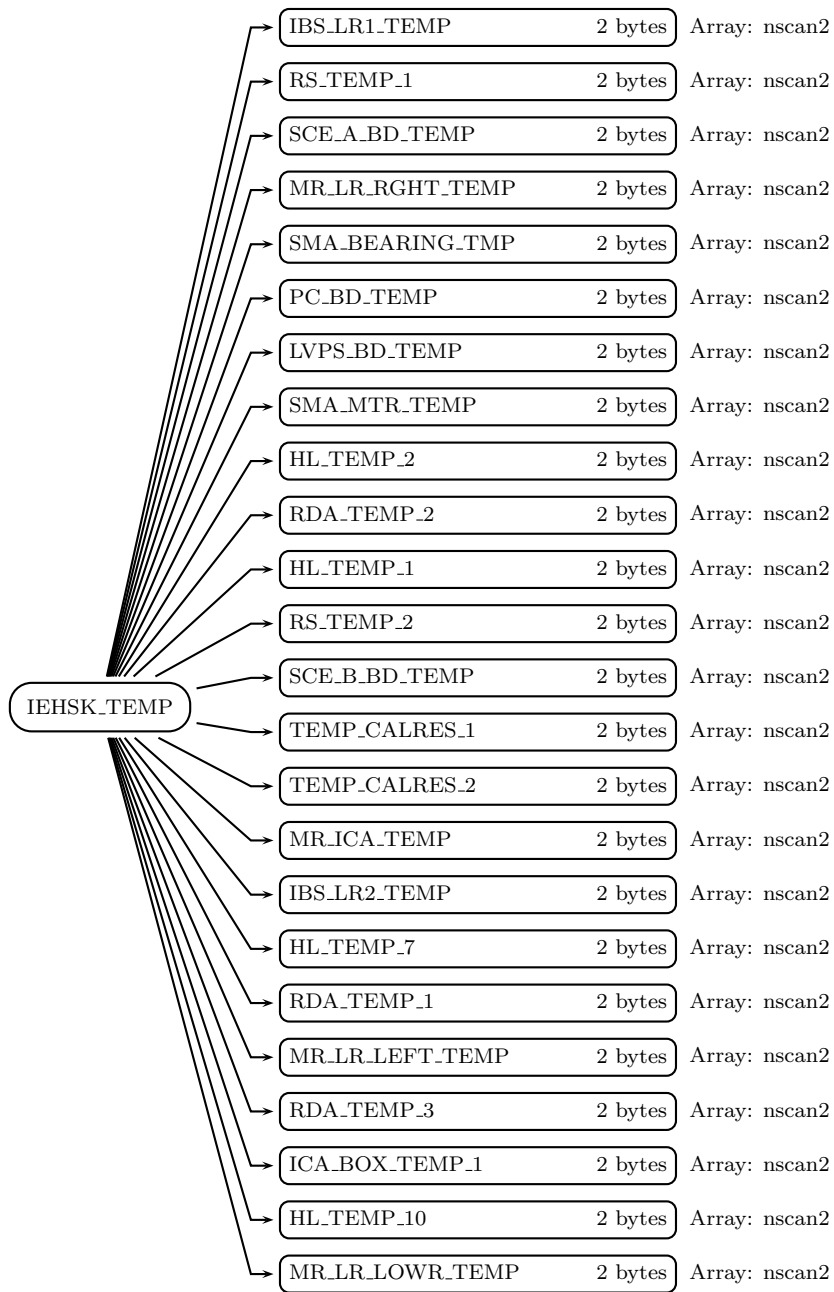 IBS_LR1_TEMP 2 bytes Array: nscan2
RS_TEMP_1 2 bytes Array: nscan2
SCE_A_BD_TEMP 2 bytes Array: nscan2
MR_LR_RGHT_TEMP 2 bytes Array: nscan2
SMA_BEARING_TMP 2 bytes Array: nscan2
PC_BD_TEMP 2 bytes Array: nscan2
LVPS_BD_TEMP 2 bytes Array: nscan2
SMA_MTR_TEMP 2 bytes Array: nscan2
HL_TEMP_2 2 bytes Array: nscan2
RDA_TEMP_2 2 bytes Array: nscan2
HL_TEMP_1 2 bytes Array: nscan2
RS_TEMP_2 2 bytes Array: nscan2
SCE_B_BD_TEMP 2 bytes Array: nscan2
IEHSK_TEMP
TEMP_CALRES_1 2 bytes Array: nscan2
TEMP_CALRES_2 2 bytes Array: nscan2
MR_ICA_TEMP 2 bytes Array: nscan2
IBS_LR2_TEMP 2 bytes Array: nscan2
HL_TEMP_7 2 bytes Array: nscan2
RDA_TEMP_1 2 bytes Array: nscan2
MR_LR_LEFT_TEMP 2 bytes Array: nscan2
RDA_TEMP_3 2 bytes Array: nscan2
ICA_BOX_TEMP_1 2 bytes Array: nscan2
HL_TEMP_10 2 bytes Array: nscan2
MR_LR_LOWR_TEMP 2 bytes Array: nscan2